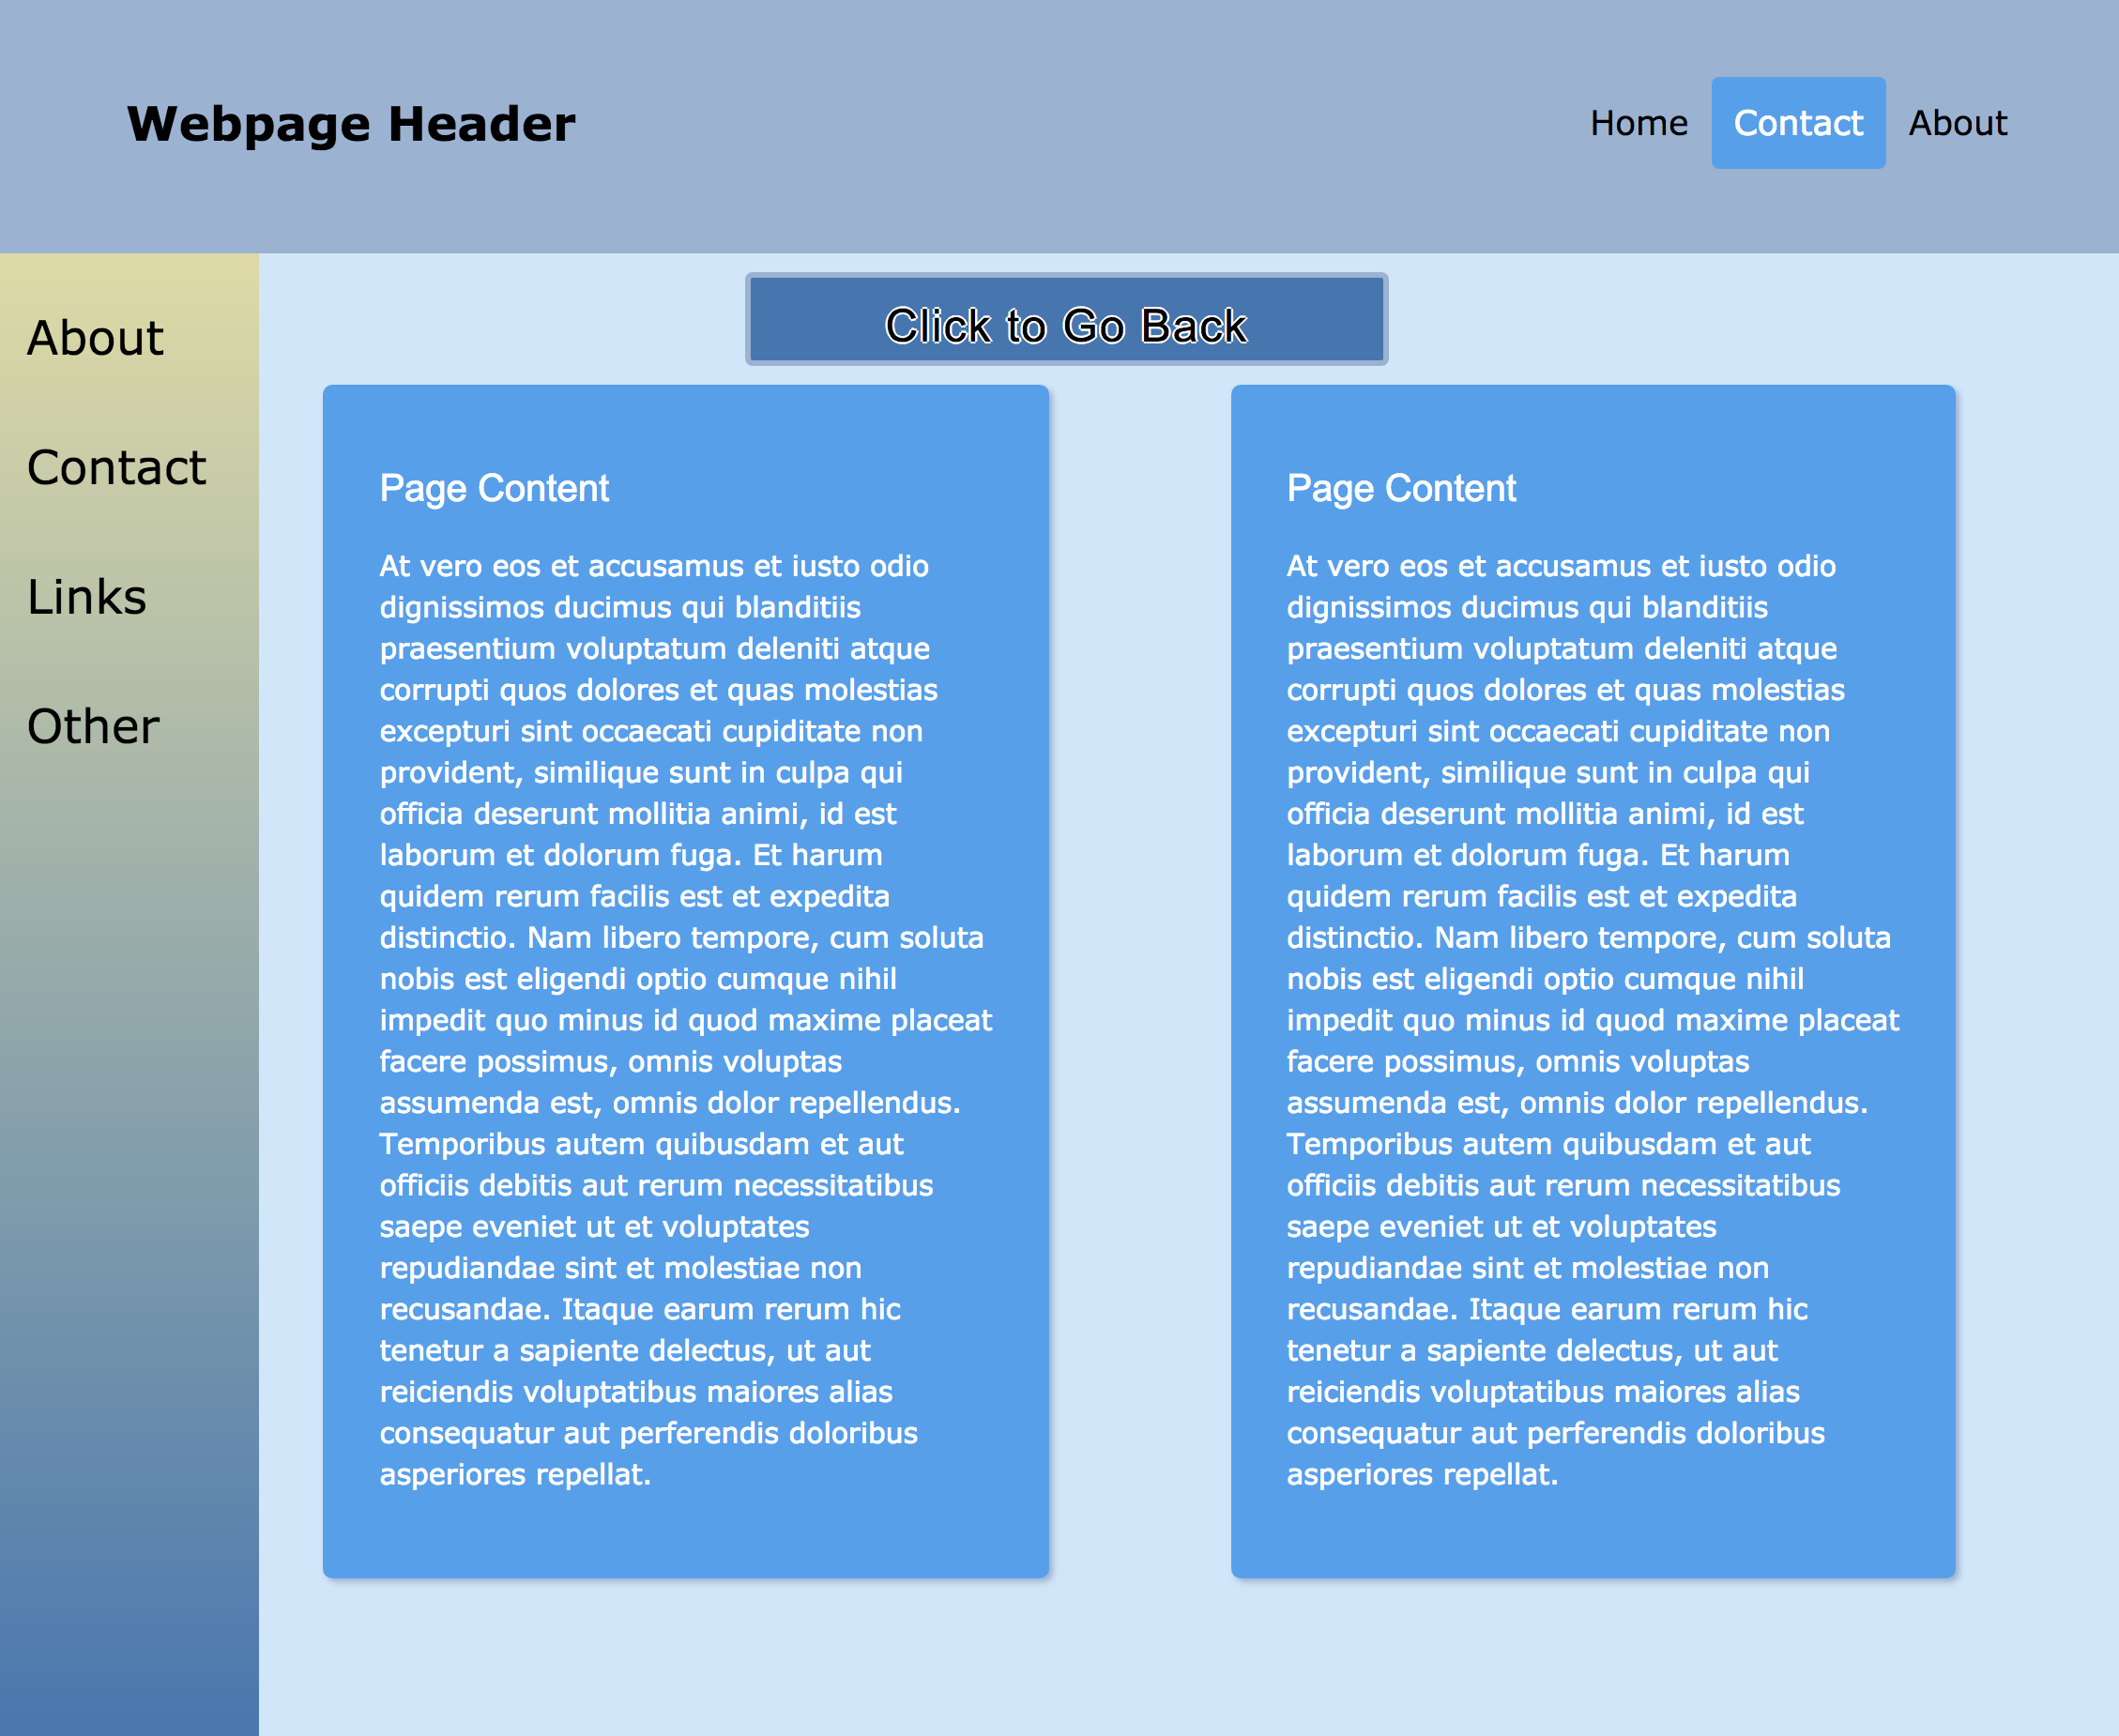 Webpage Header
Home Contact About
About
Contact
Links
Other
Click to Go Back
Page Content
At vero eos et accusamus et iusto odio
dignissimos ducimus qui blanditiis
praesentium voluptatum deleniti atque
corrupti quos dolores et quas molestias
excepturi sint occaecati cupiditate non
provident, similique sunt in culpa qui
officia deserunt mollitia animi, id est
laborum et dolorum fuga. Et harum
quidem rerum facilis est et expedita
distinctio. Nam libero tempore, cum soluta
nobis est eligendi optio cumque nihil
impedit quo minus id quod maxime placeat
facere possimus, omnis voluptas
assumenda est, omnis dolor repellendus.
Temporibus autem quibusdam et aut
officiis debitis aut rerum necessitatibus
saepe eveniet ut et voluptates
repudiandae sint et molestiae non
recusandae. Itaque earum rerum hic
tenetur a sapiente delectus, ut aut
reiciendis voluptatibus maiores alias
consequatur aut perferendis doloribus
asperiores repellat.
Page Content
At vero eos et accusamus et iusto odio
dignissimos ducimus qui blanditiis
praesentium voluptatum deleniti atque
corrupti quos dolores et quas molestias
excepturi sint occaecati cupiditate non
provident, similique sunt in culpa qui
officia deserunt mollitia animi, id est
laborum et dolorum fuga. Et harum
quidem rerum facilis est et expedita
distinctio. Nam libero tempore, cum soluta
nobis est eligendi optio cumque nihil
impedit quo minus id quod maxime placeat
facere possimus, omnis voluptas
assumenda est, omnis dolor repellendus.
Temporibus autem quibusdam et aut
officiis debitis aut rerum necessitatibus
saepe eveniet ut et voluptates
repudiandae sint et molestiae non
recusandae. Itaque earum rerum hic
tenetur a sapiente delectus, ut aut
reiciendis voluptatibus maiores alias
consequatur aut perferendis doloribus
asperiores repellat.